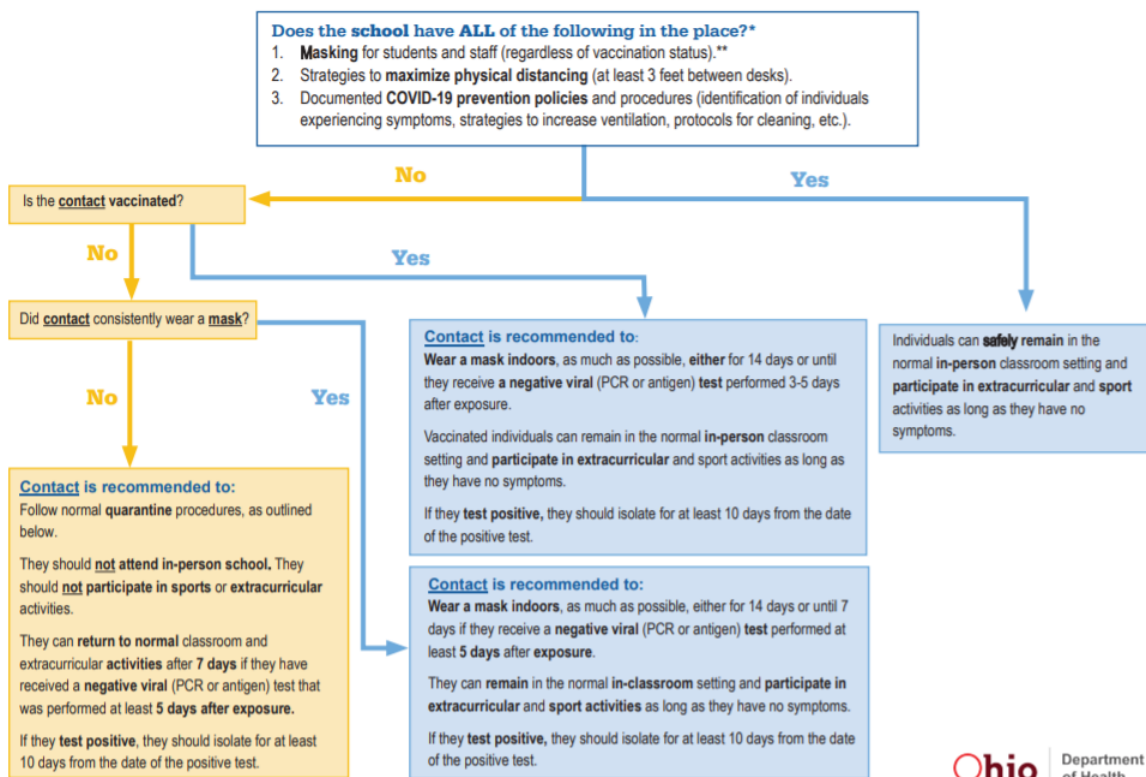 Does the school have ALL of the following in the place?*
1. Masking for students and staff (regardless of vaccination status).**
2. Strategies to maximize physical distancing (at least 3 feet between desks).
3. Documented COVID-19 prevention policies and procedures (identification of individuals
experiencing symptoms, strategies to increase ventilation, protocols for cleaning, etc.).
No
Yes
Is the contact vaccinated?
No
Yes
Did contact consistently wear a mask?
No
Yes
Contact is recommended to:
Wear a mask indoors, as much as possible, either for 14 days or until
they receive a negative viral (PCR or antigen) test performed 3-5 days
after exposure.
Vaccinated individuals can remain in the normal in-person classroom
setting and participate in extracurricular and sport activities as long as
they have no symptoms.
If they test positive, they should isolate for at least 10 days from the date
of the positive test.
Individuals can safely remain in the
normal in-person classroom setting and
participate in extracurricular and sport
activities as long as they have no
symptoms.
Contact is recommended to:
Follow normal quarantine procedures, as outlined
below.
They should not attend in-person school. They
should not participate in sports or extracurricular
activities.
They can return to normal classroom and
extracurricular activities after 7 days if they have
received a negative viral (PCR or antigen) test that
was performed at least 5 days after exposure.
If they test positive, they should isolate for at least
10 days from the date of the positive test.
Contact is recommended to:
Wear a mask indoors, as much as possible, either for 14 days or until 7
days if they receive a negative viral (PCR or antigen) test performed at
least 5 days after exposure.
They can remain in the normal in-classroom setting and participate in
extracurricular and sport activities as long as they have no symptoms.
If they test positive, they should isolate for at least 10 days from the date
of the positive test.
Ohio
Department
of Health